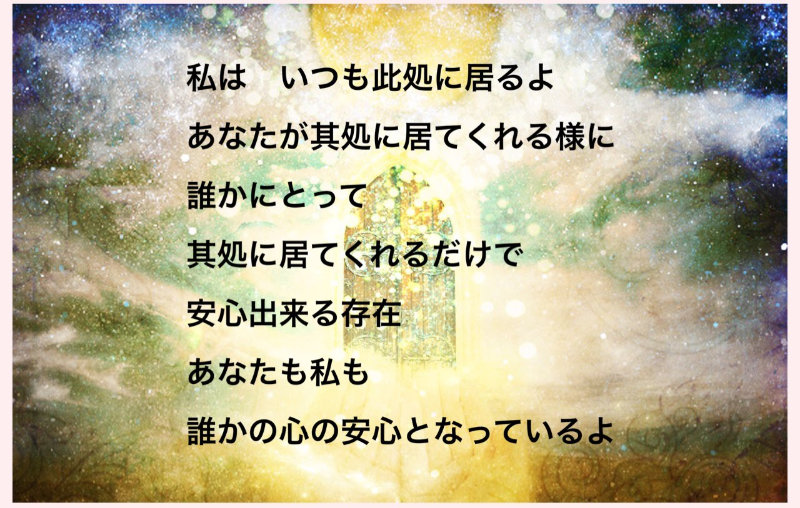 私は　いつも此処に居るよ
あなたが其処に居てくれる様に
誰かにとって
其処に居てくれるだけで
安心出来る存在
あなたも私も
誰かの心の安心となっているよ